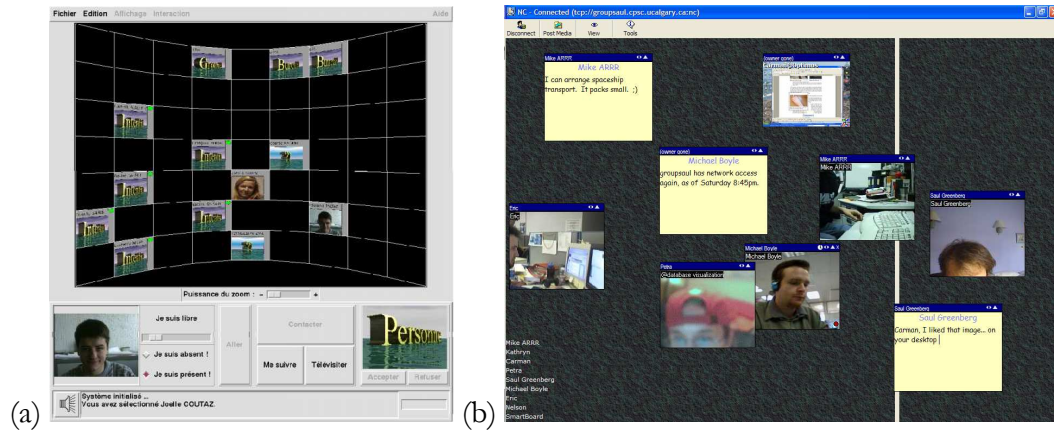 Fichier Edition Affichage Interaction Aide
Puissance du zoom : - +
Je suis libre
Je suis absent !
Je suis présent !
Aller
Contacter
Me suivre Télévisiter
Personne
Accepter Refuser
Système initialisé ...
Vous avez sélectionné Joelle COUTAZ.
(a)
NC - Connected (tcp://groupsaul.cpsc.ucalgary.ca:nc)
Disconnect Post Media View Tools
Mike ARRR
Mike ARRR
I can arrange spaceship
transport. It packs small. ;)
(owner gone)
(owner gone)
Michael Boyle
groupsaul has network access
again, as of Saturday 8:45pm.
Mike ARRR
Mike ARRR
Eric
Eric
Saul Greenberg
Saul Greenberg
Michael Boyle
Michael Boyle
Petra
@database visualization
Saul Greenberg
Saul Greenberg
Carman, I liked that image... on
your desktop
Mike ARRR
Kathryn
Carman
Petra
Saul Greenberg
Michael Boyle
Eric
Nelson
SmartBoard
(b)